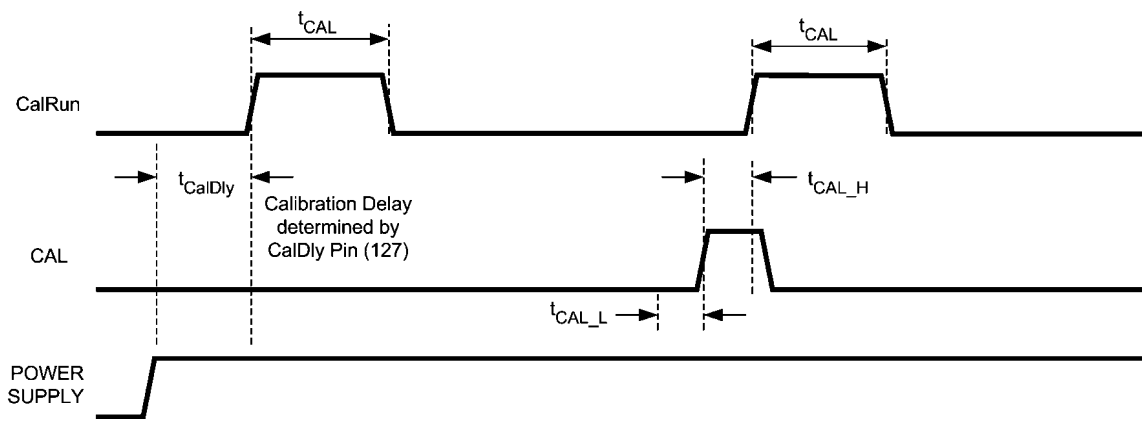 tCAL
tCAL
CalRun
tCalDly
tCAL_H
Calibration Delay
determined by
CalDly Pin (127)
CAL
tCAL_L
POWER
SUPPLY